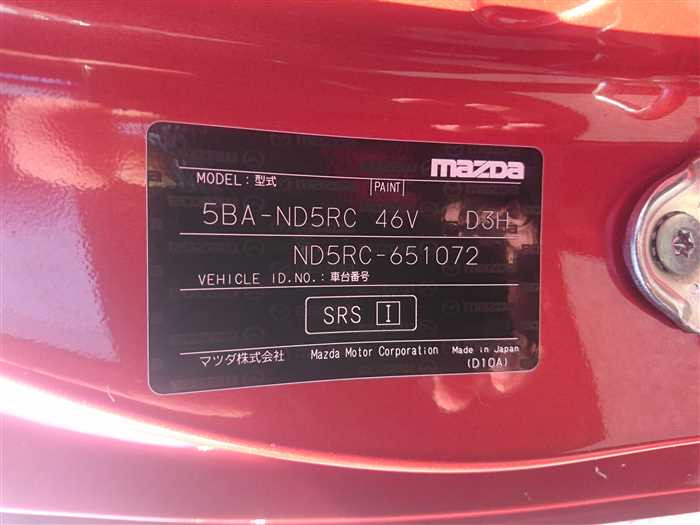 mazda
MODEL：型式
PAINT
5BA-ND5RC 46V D3H
ND5RC-651072
VEHICLE ID.NO.：車台番号
SRS I
マツダ株式会社 Mazda Motor Corporation Made in Japan
(D10A)